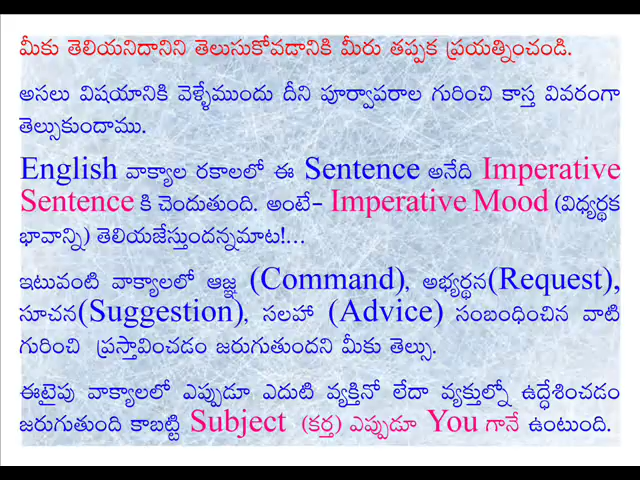 మీకు తెలియనిదానిని తెలుసుకోవడానికి మీరు తప్పక ప్రయత్నించండి.
అసలు విషయానికి వెళ్ళేముందు దీని పూర్వాపరాల గురించి కాస్త వివరంగా
తెల్సుకుందాము.
English వాక్యాల రకాలలో ఈ Sentence అనేది Imperative
Sentence కి చెందుతుంది. అంటే- Imperative Mood (విధ్యర్థక
భావాన్ని) తెలియజేస్తుందన్నమాట!...
ఇటువంటి వాక్యాలలో ఆజ్ఞ (Command), అభ్యర్థన(Request),
సూచన(Suggestion), సలహా (Advice) సంబంధించిన వాటి
గురించి ప్రస్తావించడం జరుగుతుందని మీకు తెల్సు.
ఈటైపు వాక్యాలలో ఎప్పుడూ ఎదుటి వ్యక్తినో లేదా వ్యక్తుల్నో ఉద్ధేశించడం
జరుగుతుంది కాబట్టి Subject (కర్త) ఎప్పుడూ You గానే ఉంటుంది.